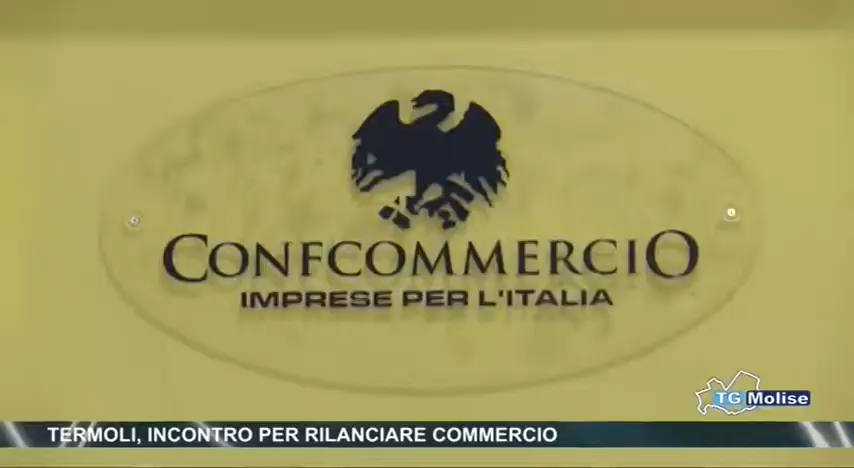 CONFCOMMERCIO
IMPRESE PER L'ITALIA
TG Molise
TERMOLI, INCONTRO PER RILANCIARE COMMERCIO